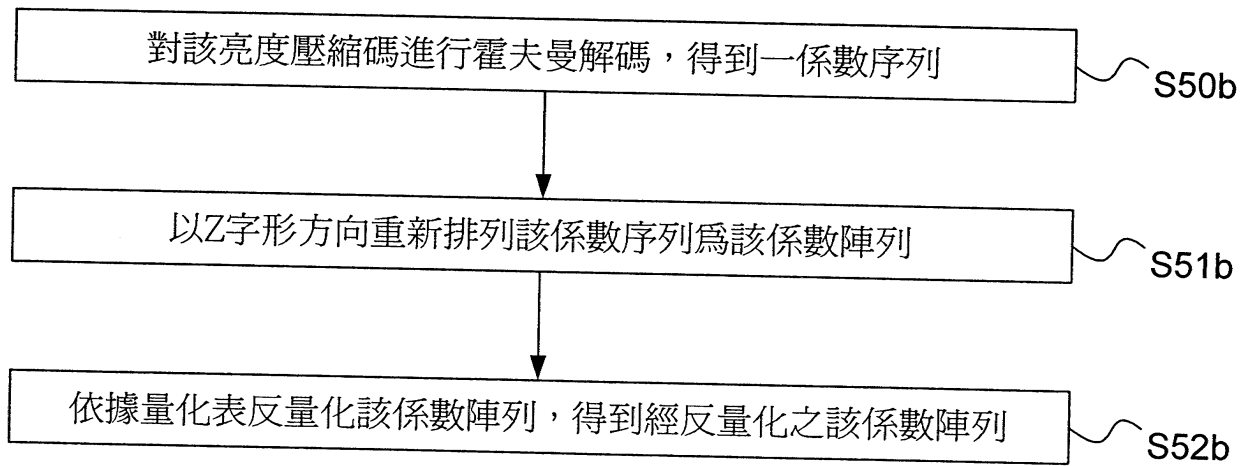 對該亮度壓縮碼進行霍夫曼解碼，得到一係數序列
S50b
以Z字形方向重新排列該係數序列爲該係數陣列
S51b
依據量化表反量化該係數陣列，得到經反量化之該係數陣列
S52b